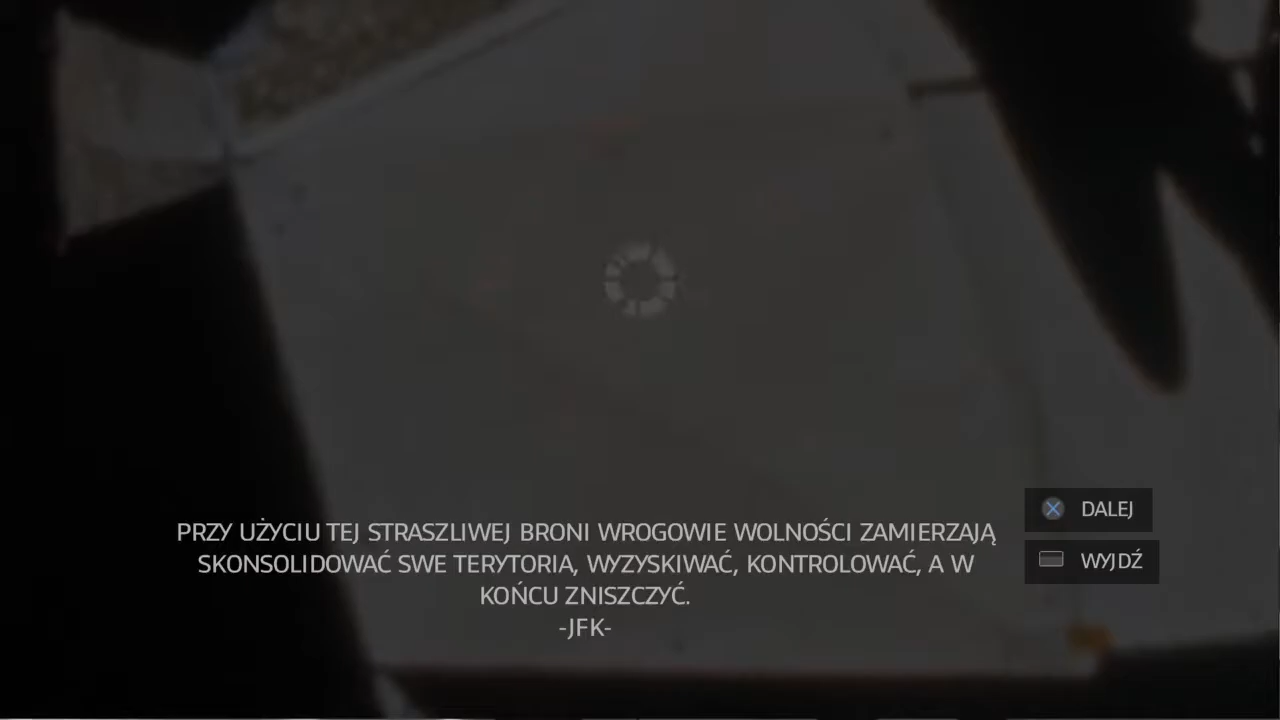 PRZY UŻYCIU TEJ STRASZLIWEJ BRONI WROGOWIE WOLNOŚCI ZAMIERZAJĄ
SKONSOLIDOWAĆ SWE TERYTORIA, WYZYSKIWAĆ, KONTROLOWAĆ, A W
KOŃCU ZNISZCZYĆ.
-JFK-
DALEJ
WYJDŹ